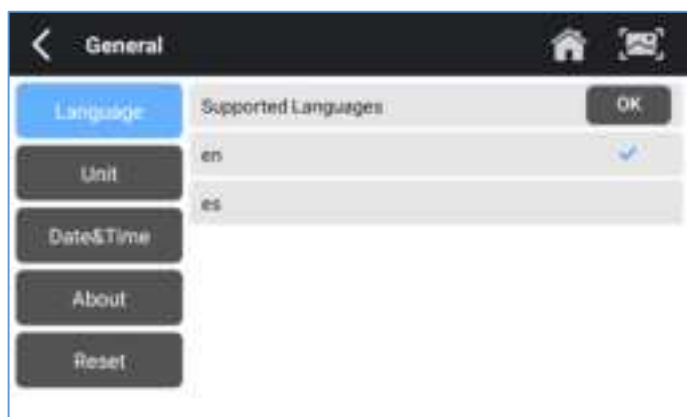 General
Language
Supported Languages
OK
en
Unit
es
Date&Time
About
Reset